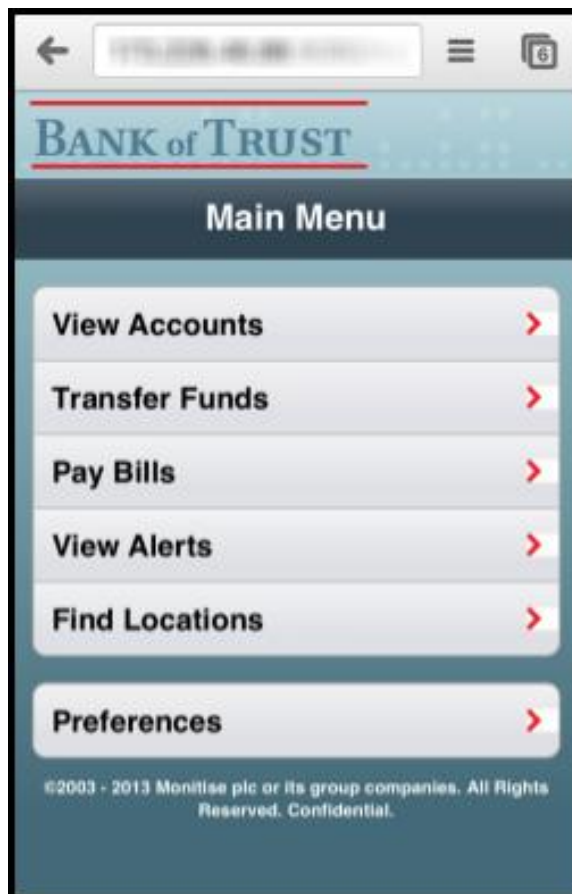 6
BANK of TRUST
Main Menu
View Accounts
Transfer Funds
Pay Bills
View Alerts
Find Locations
Preferences
©2003 - 2013 Monitise plc or its group companies. All Rights
Reserved. Confidential.